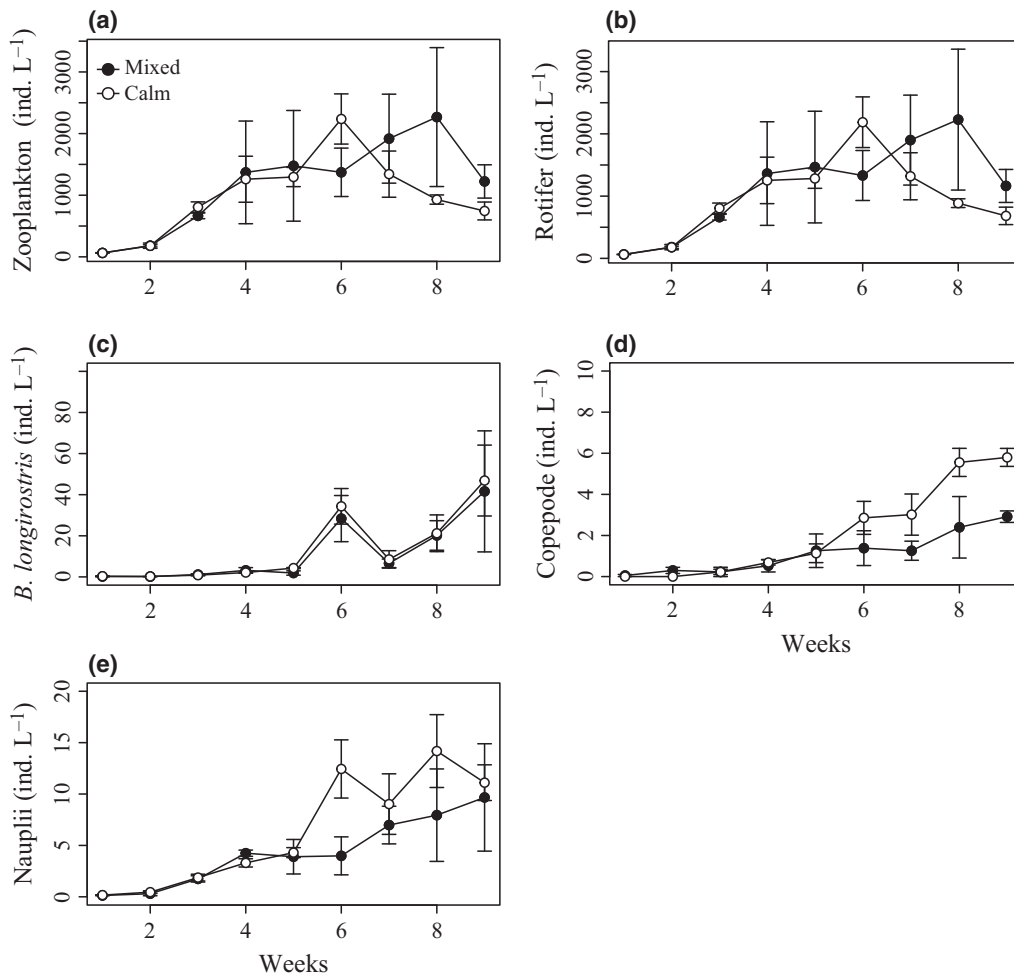 (a)
Zooplankton (ind. L−1)
0 1000 2000 3000
Mixed
Calm
2 4 6 8
(b)
Rotifer (ind. L−1)
0 1000 2000 3000
2 4 6 8
(c)
B. longirostris (ind. L−1)
0 20 40 60 80
2 4 6 8
(d)
Copepode (ind. L−1)
0 2 4 6 8 10
2 4 6 8
Weeks
(e)
Nauplii (ind. L−1)
0 5 10 15 20
2 4 6 8
Weeks